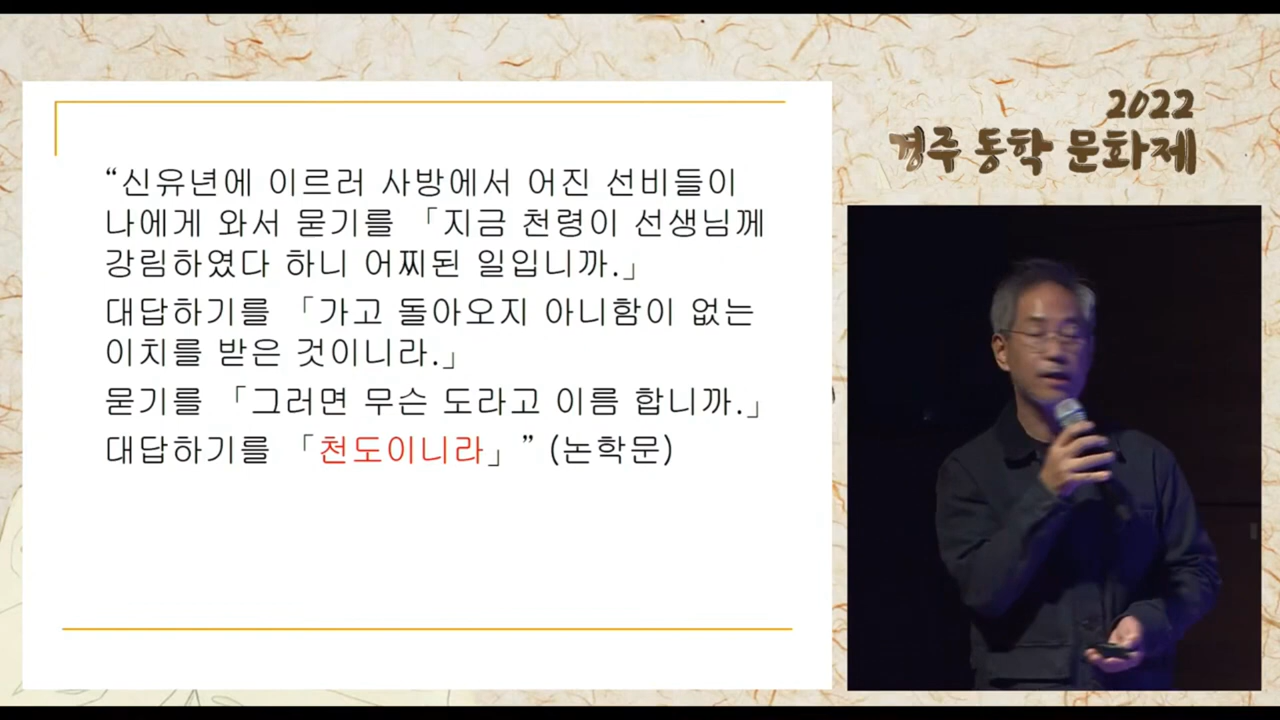 2022
경주 동학 문화제
“신유년에 이르러 사방에서 어진 선비들이
나에게 와서 묻기를 「지금 천령이 선생님께
강림하였다 하니 어찌된 일입니까.」
대답하기를 「가고 돌아오지 아니함이 없는
이치를 받은 것이니라.」
묻기를 「그러면 무슨 도라고 이름 합니까.」
대답하기를 「천도이니라」” (논학문)